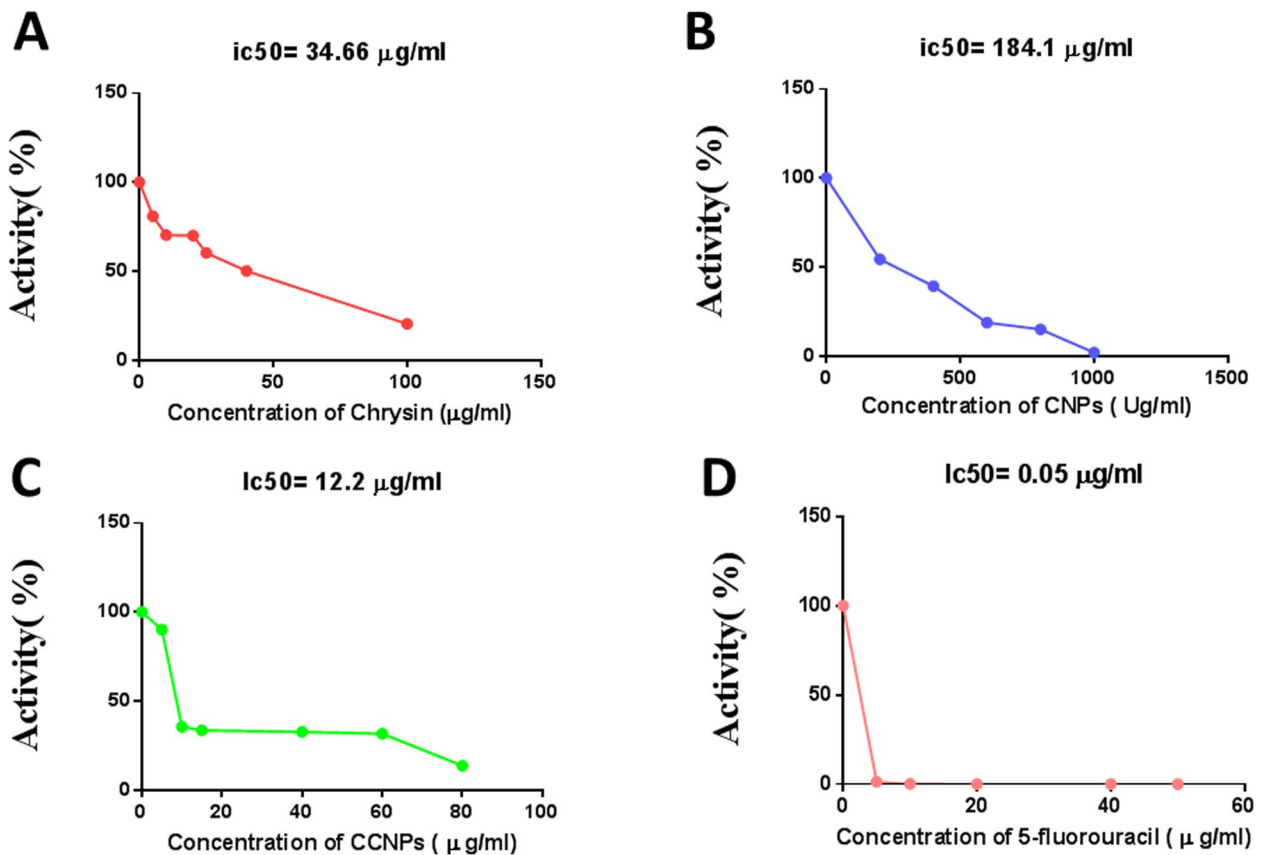 A
ic50= 34.66 μg/ml
Activity( %)
150
100
50
0
0 50 100 150
Concentration of Chrysin (μg/ml)
B
ic50= 184.1 μg/ml
Activity( %)
150
100
50
0
0 500 1000 1500
Concentration of CNPs ( Ug/ml)
C
Ic50= 12.2 μg/ml
Activity( %)
150
100
50
0
0 20 40 60 80 100
Concentration of CCNPs ( μ g/ml)
D
Ic50= 0.05 μg/ml
Activity( %)
150
100
50
0
0 20 40 60
Concentration of 5-fluorouracil ( μ g/ml)